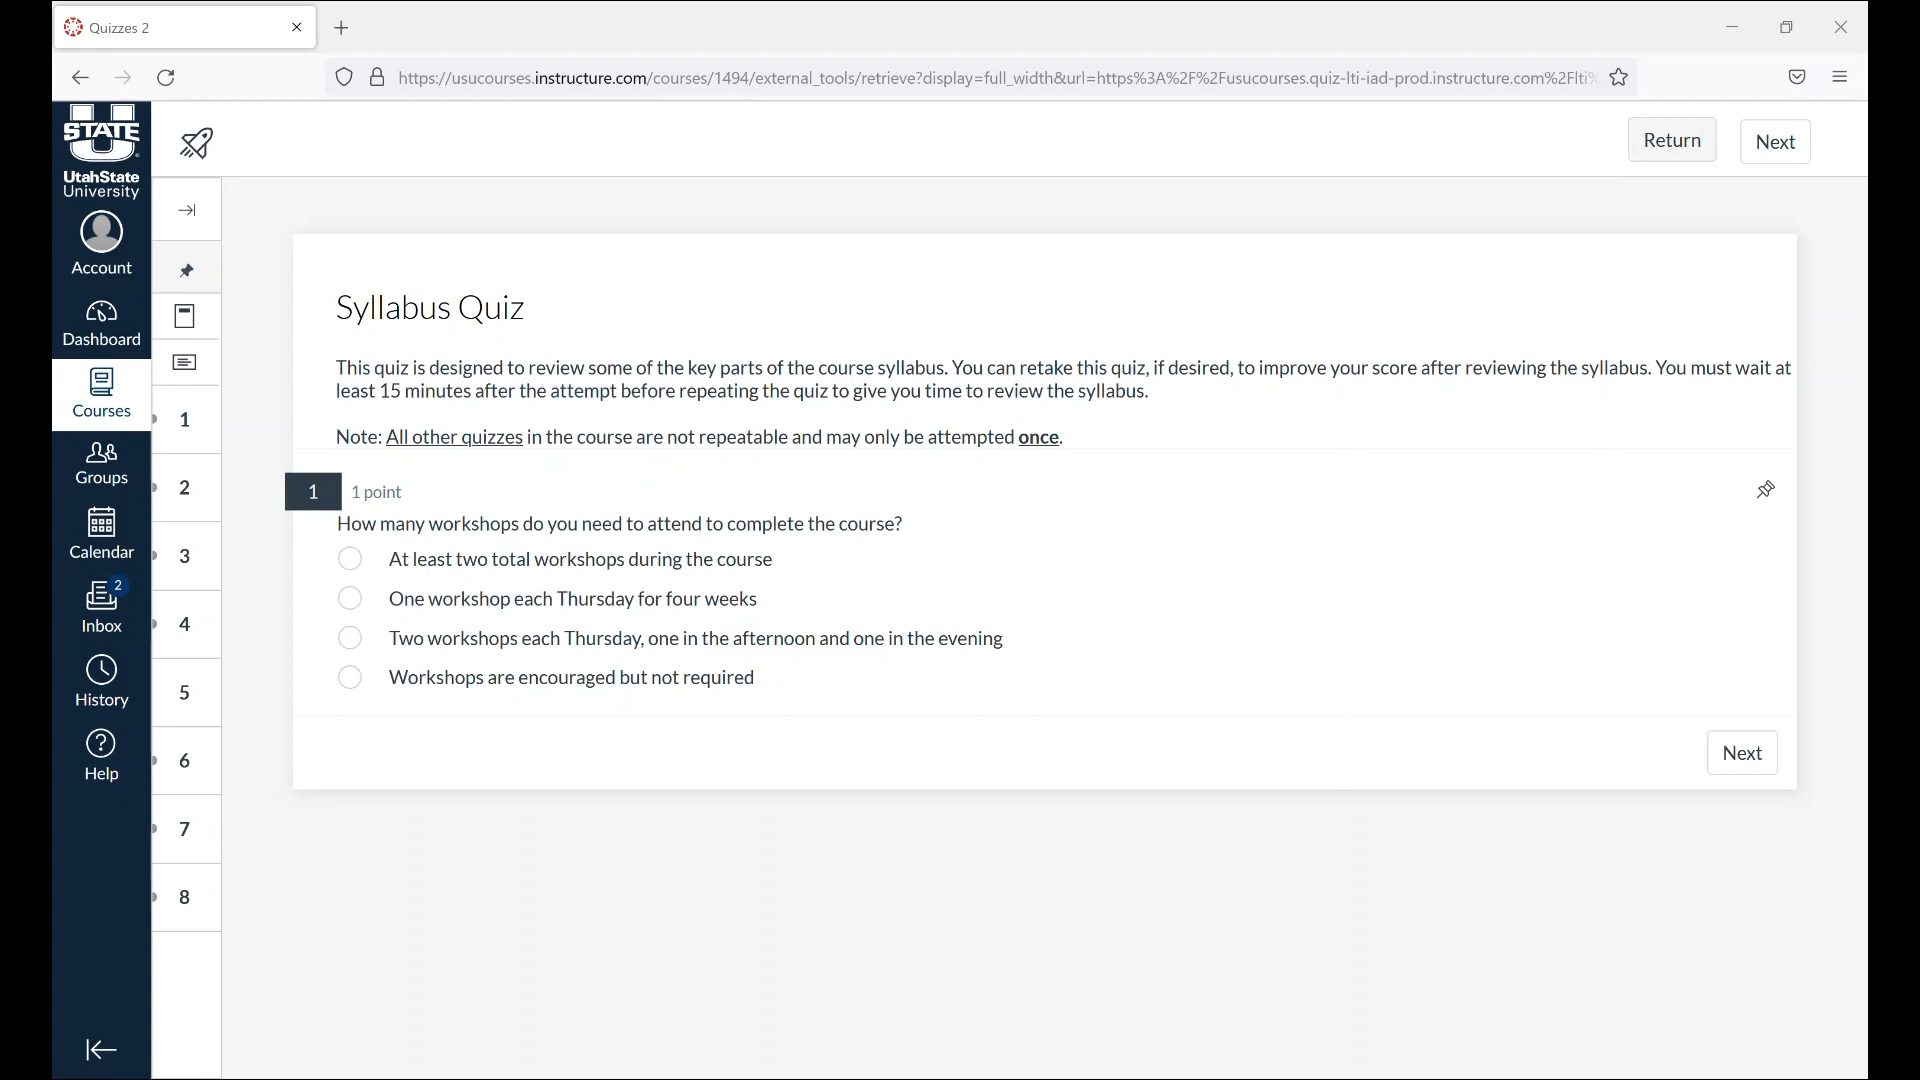 Quizzes 2
https://usucourses.instructure.com/courses/1494/external_tools/retrieve?display=full_width&url=https%3A%2F%2Fusucourses.quiz-lti-iad-prod.instructure.com%2Flti%
U
STATE
UtahState
University
Return
Next
Account
Dashboard
Courses
Groups
Calendar
2
Inbox
History
Help
1
2
3
4
5
6
7
8
Syllabus Quiz
This quiz is designed to review some of the key parts of the course syllabus. You can retake this quiz, if desired, to improve your score after reviewing the syllabus. You must wait at
least 15 minutes after the attempt before repeating the quiz to give you time to review the syllabus.
Note: All other quizzes in the course are not repeatable and may only be attempted once.
1 1 point
How many workshops do you need to attend to complete the course?
At least two total workshops during the course
One workshop each Thursday for four weeks
Two workshops each Thursday, one in the afternoon and one in the evening
Workshops are encouraged but not required
Next